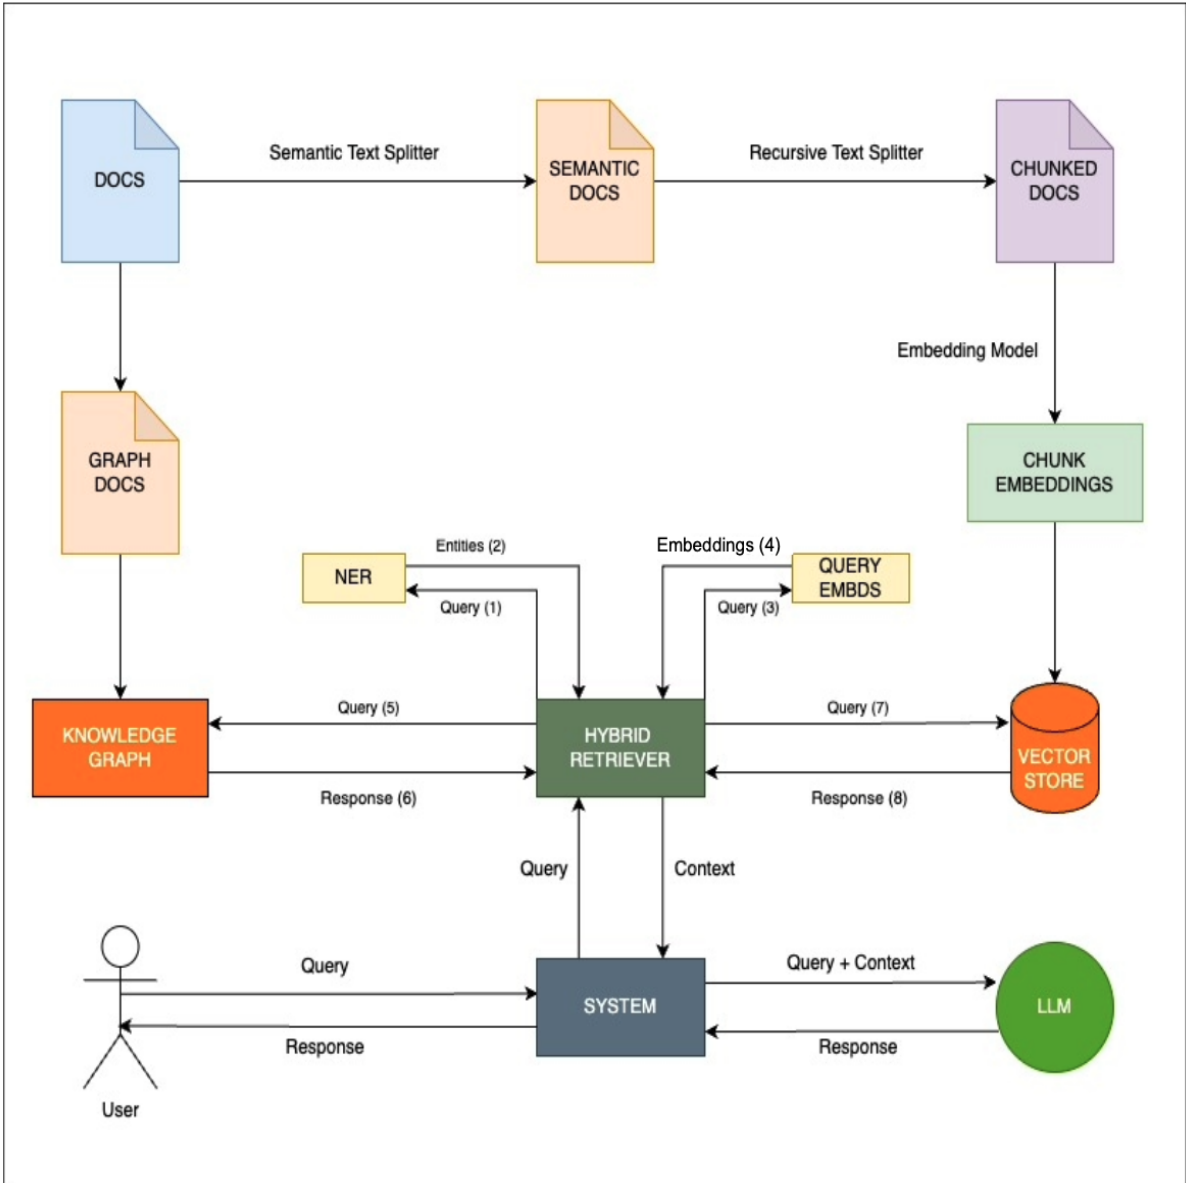 Semantic Text Splitter
Recursive Text Splitter
DOCS
SEMANTIC
DOCS
CHUNKED
DOCS
Embedding Model
GRAPH
DOCS
CHUNK
EMBEDDINGS
Entities (2)
Embeddings (4)
NER
QUERY
EMBDS
Query (1)
Query (3)
Query (5)
Query (7)
KNOWLEDGE
GRAPH
HYBRID
RETRIEVER
VECTOR
STORE
Response (6)
Response (8)
Query
Context
Query
Query + Context
SYSTEM
LLM
Response
Response
User